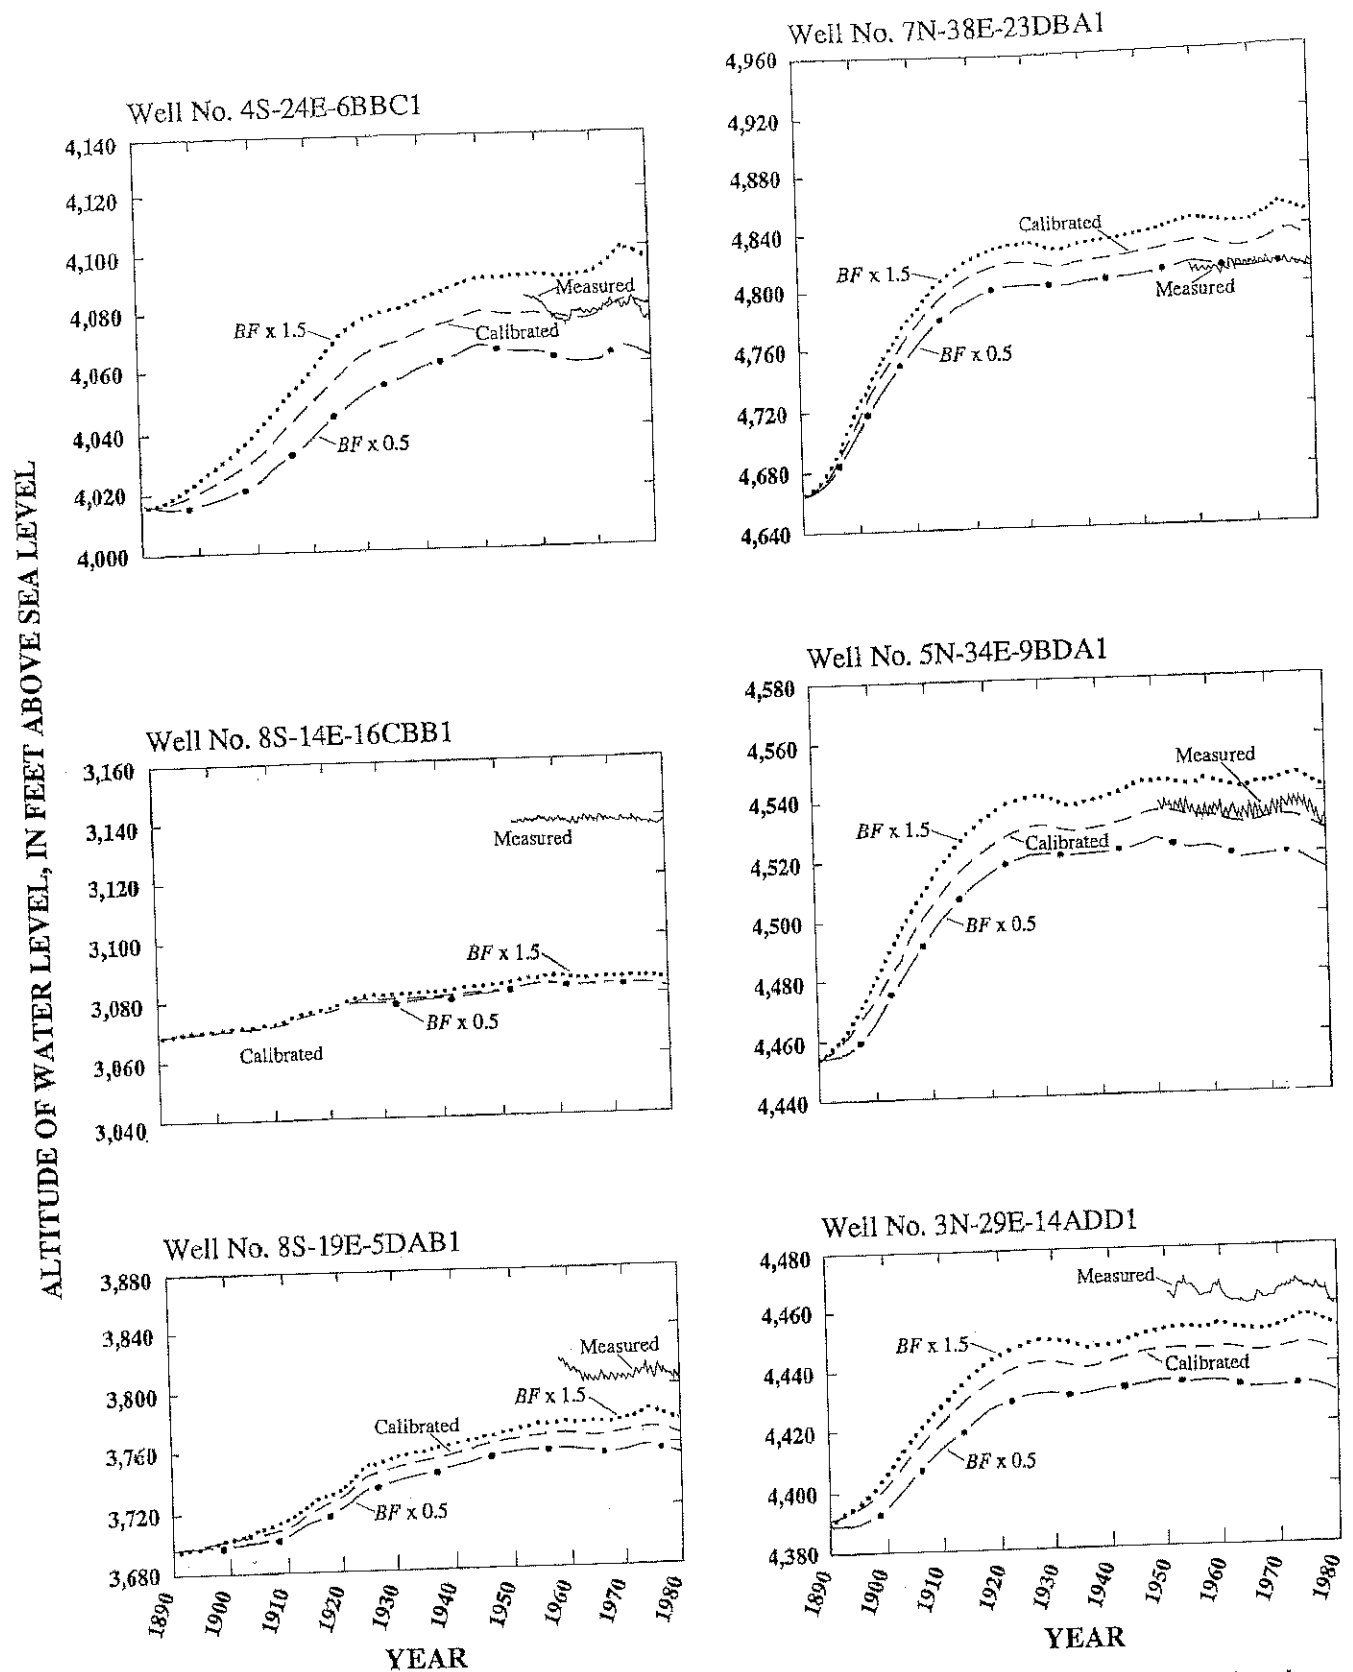 ALTITUDE OF WATER LEVEL, IN FEET ABOVE SEA LEVEL
Well No. 4S-24E-6BBC1
4,140
4,120
4,100
4,080
4,060
4,040
4,020
4,000
BF x 1.5
Measured
Calibrated
BF x 0.5
Well No. 7N-38E-23DBA1
4,960
4,920
4,880
4,840
4,800
4,760
4,720
4,680
4,640
Calibrated
BF x 1.5
Measured
BF x 0.5
Well No. 8S-14E-16CBB1
3,160
3,140
3,120
3,100
3,080
3,060
3,040
Measured
BF x 1.5
BF x 0.5
Calibrated
Well No. 5N-34E-9BDA1
4,580
4,560
4,540
4,520
4,500
4,480
4,460
4,440
Measured
BF x 1.5
Calibrated
BF x 0.5
Well No. 8S-19E-5DAB1
3,880
3,840
3,800
3,760
3,720
3,680
Measured
BF x 1.5
Calibrated
BF x 0.5
1890 1900 1910 1920 1930 1940 1950 1960 1970 1980
YEAR
Well No. 3N-29E-14ADD1
4,480
4,460
4,440
4,420
4,400
4,380
Measured
BF x 1.5
Calibrated
BF x 0.5
1890 1900 1910 1920 1930 1940 1950 1960 1970 1980
YEAR